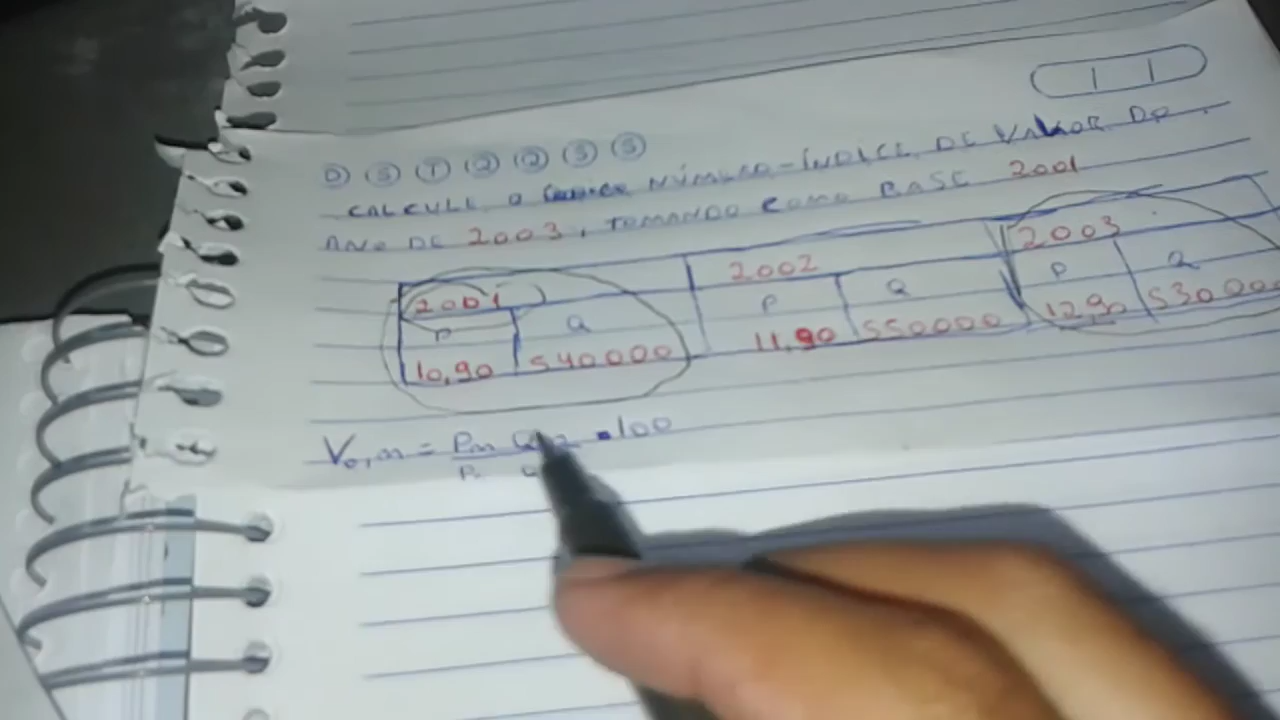 D S T Q Q S S
CALCULE O NÚMERO-ÍNDICE DE VALOR DO
ANO DE 2003, TOMANDO COMO BASE 2001
2001 2002 2003
P Q P Q P Q
10,90 540000 11,90 550000 12,90 530000
V0,n = Pn Qn .100